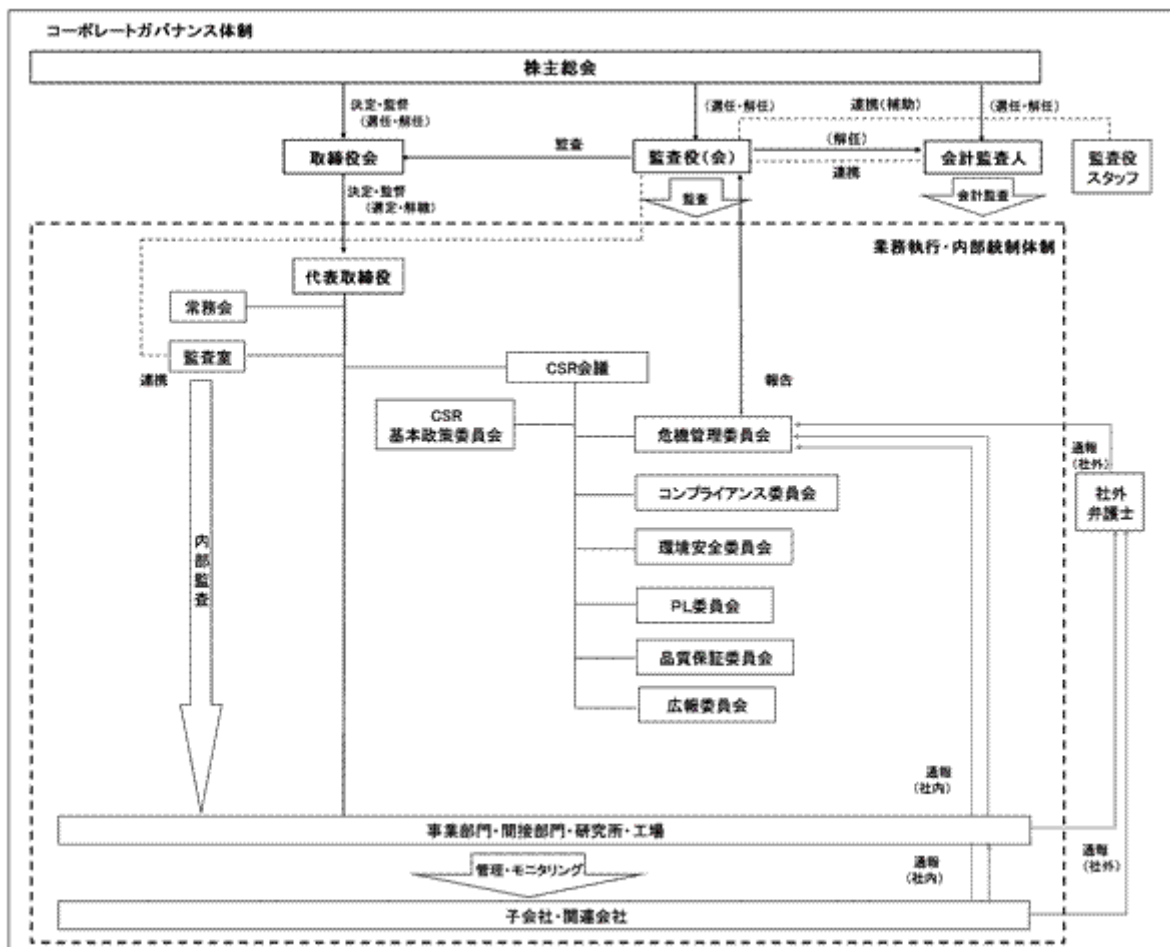 コーポレートガバナンス体制
株主総会
決定・監督
(選任・解任)
(選任・解任)
連携(補助)
(選任・解任)
取締役会
監査
監査役(会)
(解任)
連携
会計監査人
監査役
スタッフ
決定・監督
(選定・解職)
監査
会計監査
業務執行・内部統制体制
代表取締役
常務会
監査室
連携
CSR会議
報告
CSR
基本政策委員会
危機管理委員会
通報
(社外)
コンプライアンス委員会
社外
弁護士
内部監査
環境安全委員会
PL委員会
品質保証委員会
広報委員会
通報
(社内)
事業部門・間接部門・研究所・工場
管理・モニタリング
通報
(社内)
通報
(社外)
子会社・関連会社